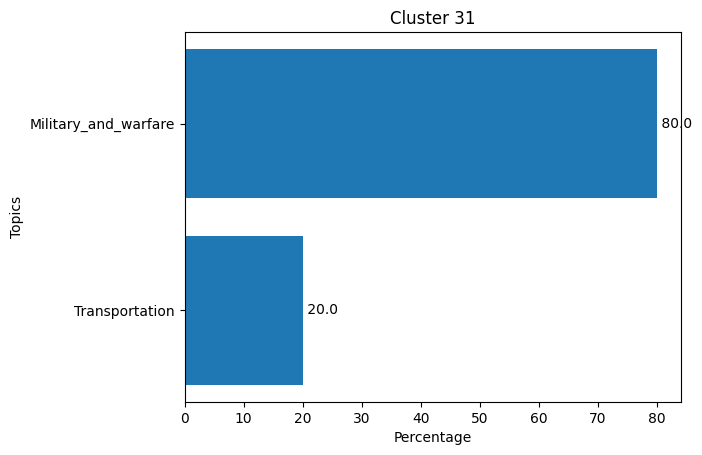 Cluster 31
Topics
Military_and_warfare
80.0
Transportation
20.0
0 10 20 30 40 50 60 70 80
Percentage